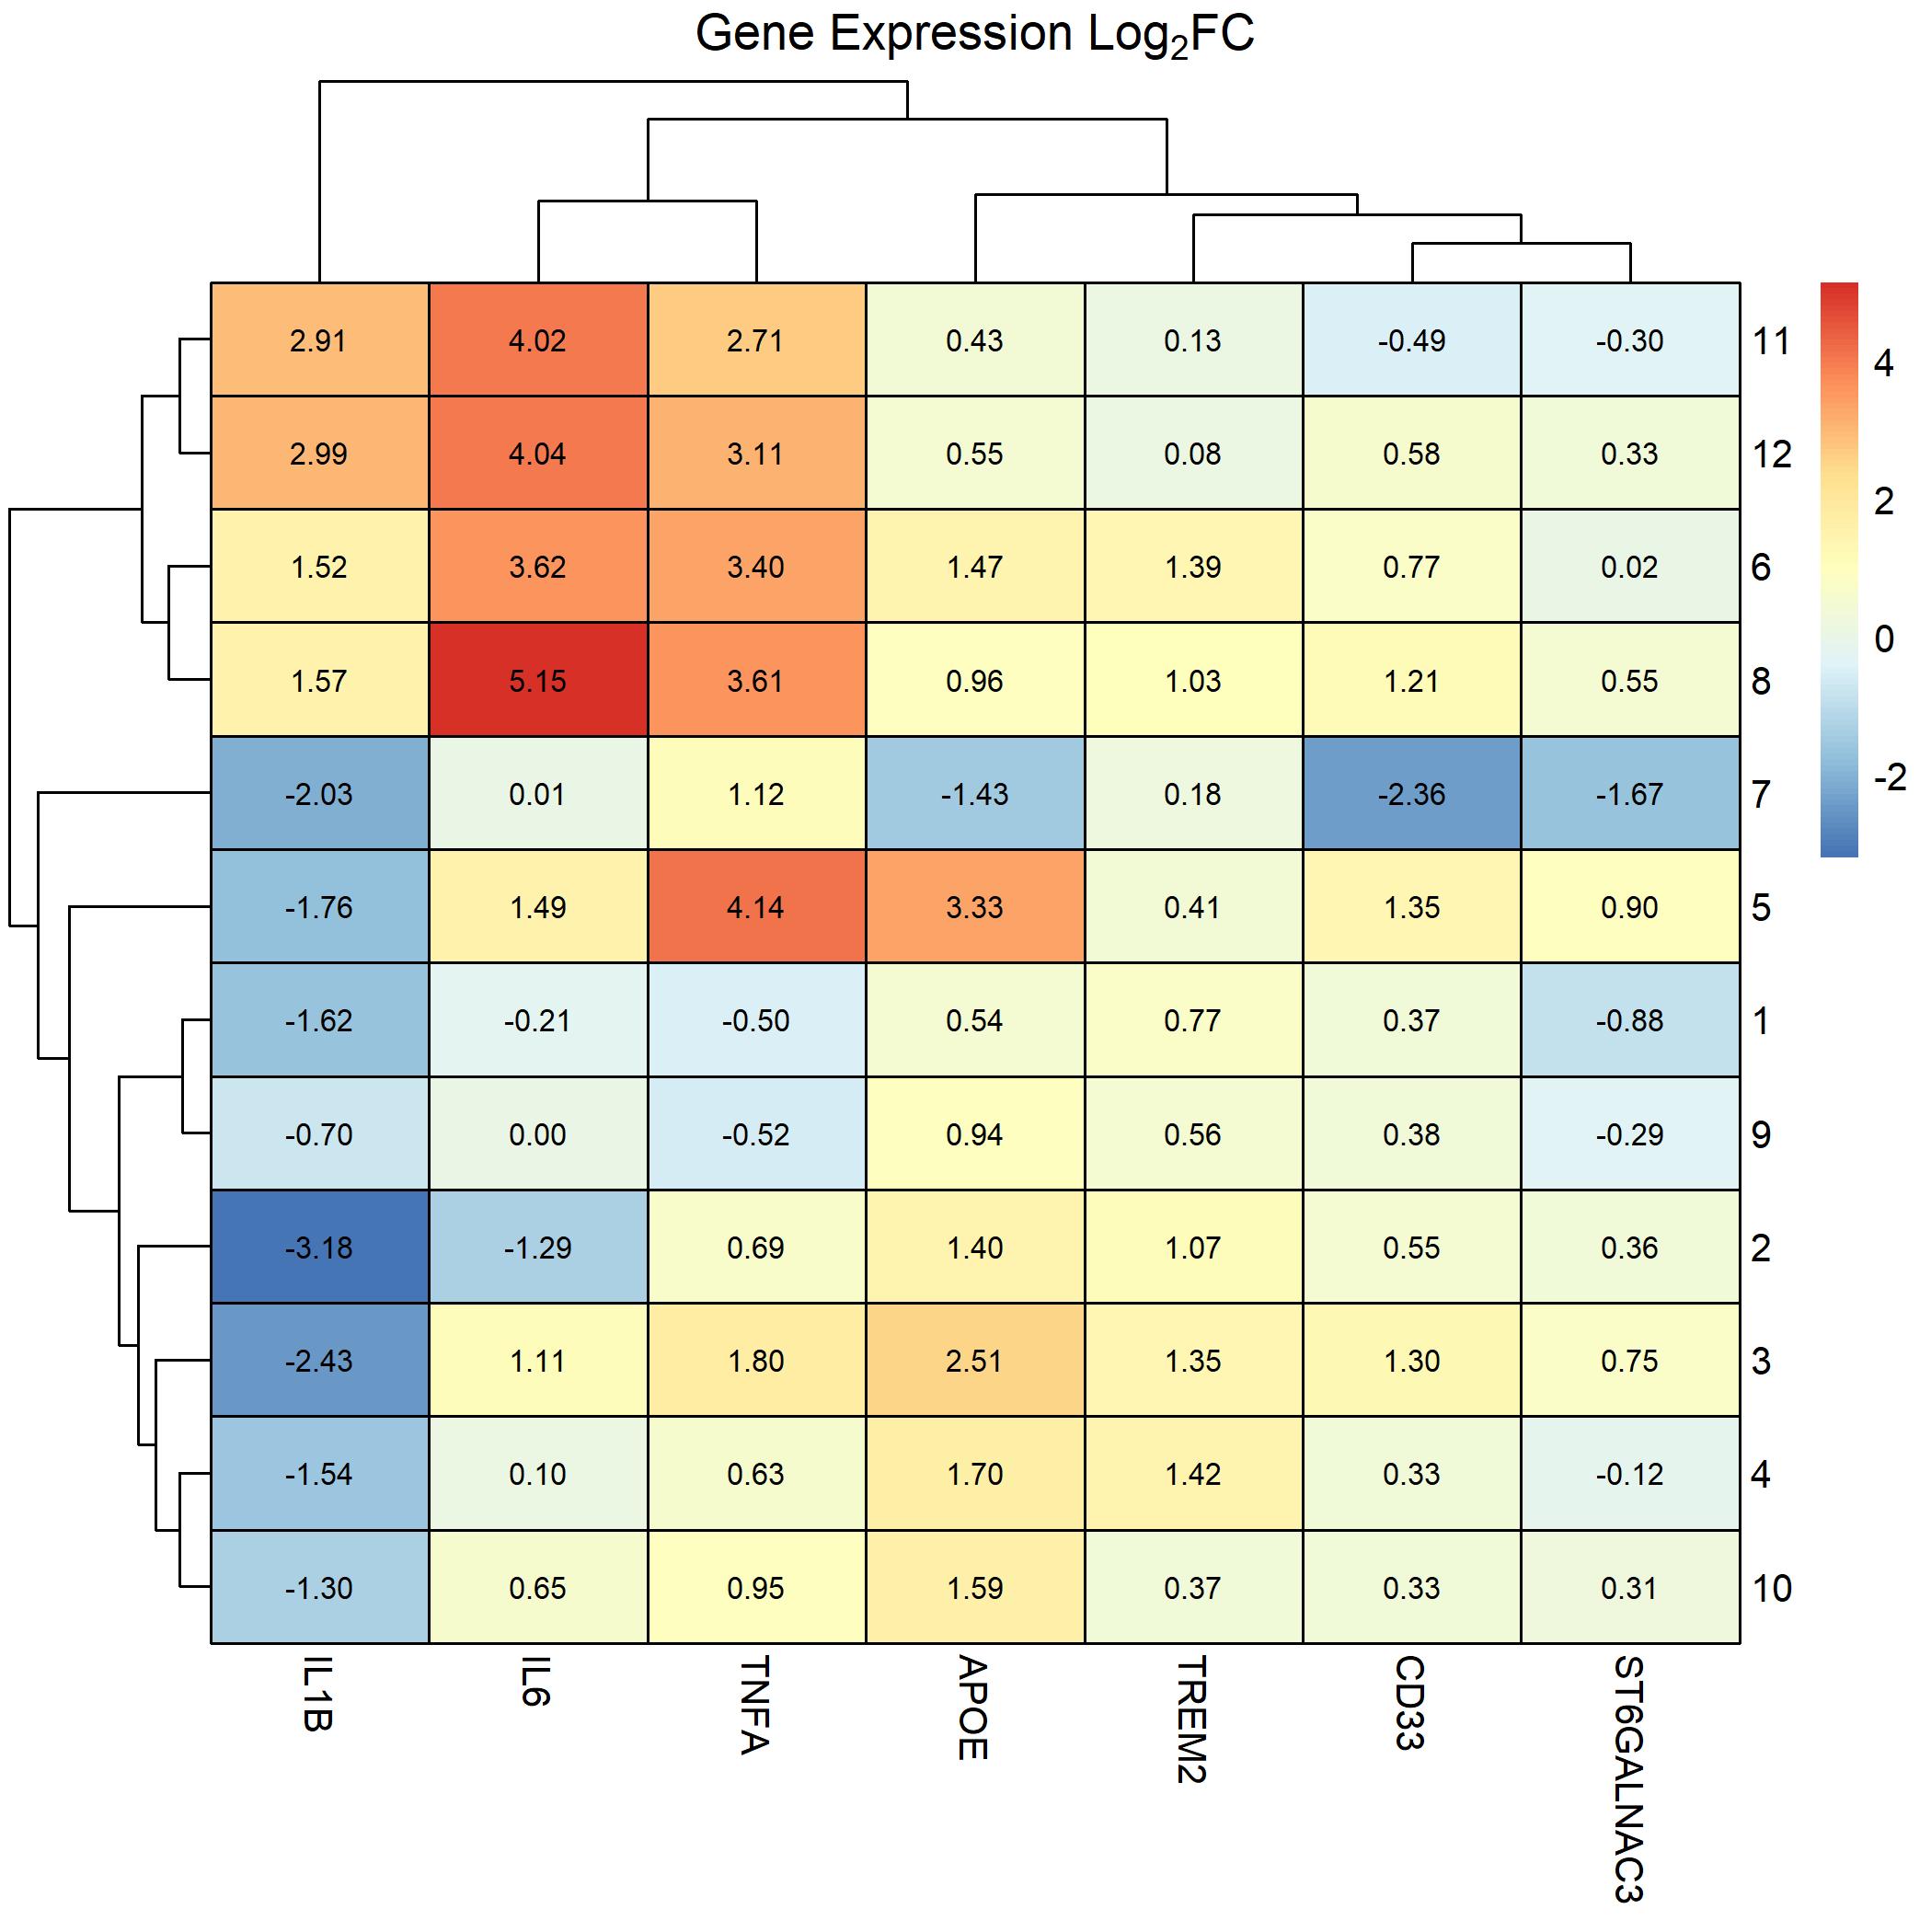 Gene Expression Log₂FC
2.91 4.02 2.71 0.43 0.13 -0.49 -0.30 11
2.99 4.04 3.11 0.55 0.08 0.58 0.33 12
1.52 3.62 3.40 1.47 1.39 0.77 0.02 6
1.57 5.15 3.61 0.96 1.03 1.21 0.55 8
-2.03 0.01 1.12 -1.43 0.18 -2.36 -1.67 7
-1.76 1.49 4.14 3.33 0.41 1.35 0.90 5
-1.62 -0.21 -0.50 0.54 0.77 0.37 -0.88 1
-0.70 0.00 -0.52 0.94 0.56 0.38 -0.29 9
-3.18 -1.29 0.69 1.40 1.07 0.55 0.36 2
-2.43 1.11 1.80 2.51 1.35 1.30 0.75 3
-1.54 0.10 0.63 1.70 1.42 0.33 -0.12 4
-1.30 0.65 0.95 1.59 0.37 0.33 0.31 10
IL1B IL6 TNFA APOE TREM2 CD33 ST6GALNAC3
4
2
0
-2